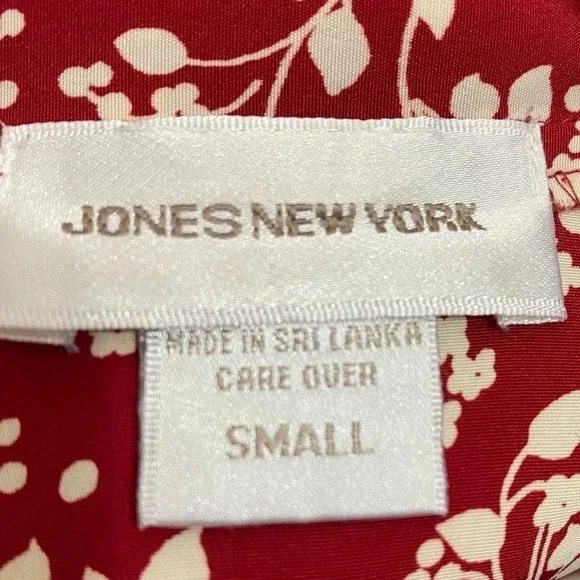 JONES NEW YORK
MADE IN SRI LANKA
CARE OVER
SMALL